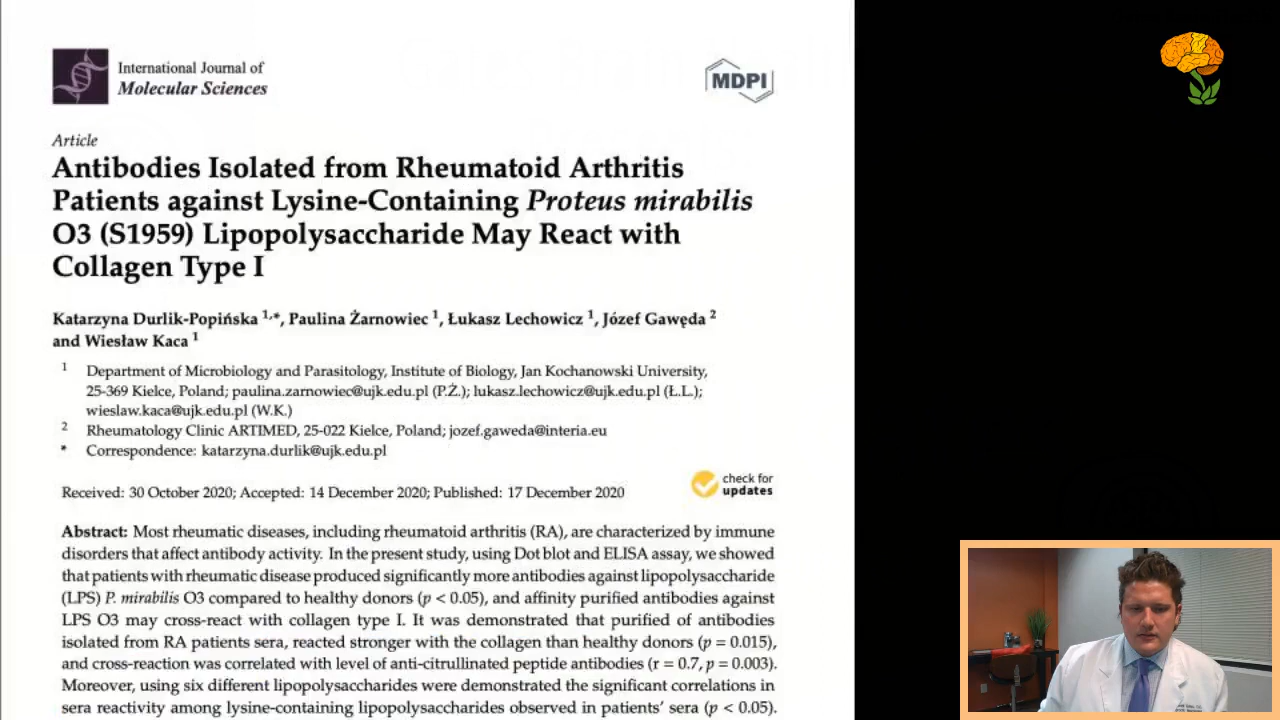 International Journal of
Molecular Sciences
MDPI
Article
Antibodies Isolated from Rheumatoid Arthritis
Patients against Lysine-Containing Proteus mirabilis
O3 (S1959) Lipopolysaccharide May React with
Collagen Type I
Katarzyna Durlik-Popińska 1,*, Paulina Żarnowiec 1, Łukasz Lechowicz 1, Józef Gawęda 2
and Wiesław Kaca 1
1 Department of Microbiology and Parasitology, Institute of Biology, Jan Kochanowski University,
25-369 Kielce, Poland; paulina.zarnowiec@ujk.edu.pl (P.Ż.); lukasz.lechowicz@ujk.edu.pl (Ł.L.);
wieslaw.kaca@ujk.edu.pl (W.K.)
2 Rheumatology Clinic ARTIMED, 25-022 Kielce, Poland; jozef.gaweda@interia.eu
* Correspondence: katarzyna.durlik@ujk.edu.pl
Received: 30 October 2020; Accepted: 14 December 2020; Published: 17 December 2020
check for
updates
Abstract: Most rheumatic diseases, including rheumatoid arthritis (RA), are characterized by immune
disorders that affect antibody activity. In the present study, using Dot blot and ELISA assay, we showed
that patients with rheumatic disease produced significantly more antibodies against lipopolysaccharide
(LPS) P. mirabilis O3 compared to healthy donors (p < 0.05), and affinity purified antibodies against
LPS O3 may cross-react with collagen type I. It was demonstrated that purified of antibodies
isolated from RA patients sera, reacted stronger with the collagen than healthy donors (p = 0.015),
and cross-reaction was correlated with level of anti-citrullinated peptide antibodies (r = 0.7, p = 0.003).
Moreover, using six different lipopolysaccharides were demonstrated the significant correlations in
sera reactivity among lysine-containing lipopolysaccharides observed in patients' sera (p < 0.05).